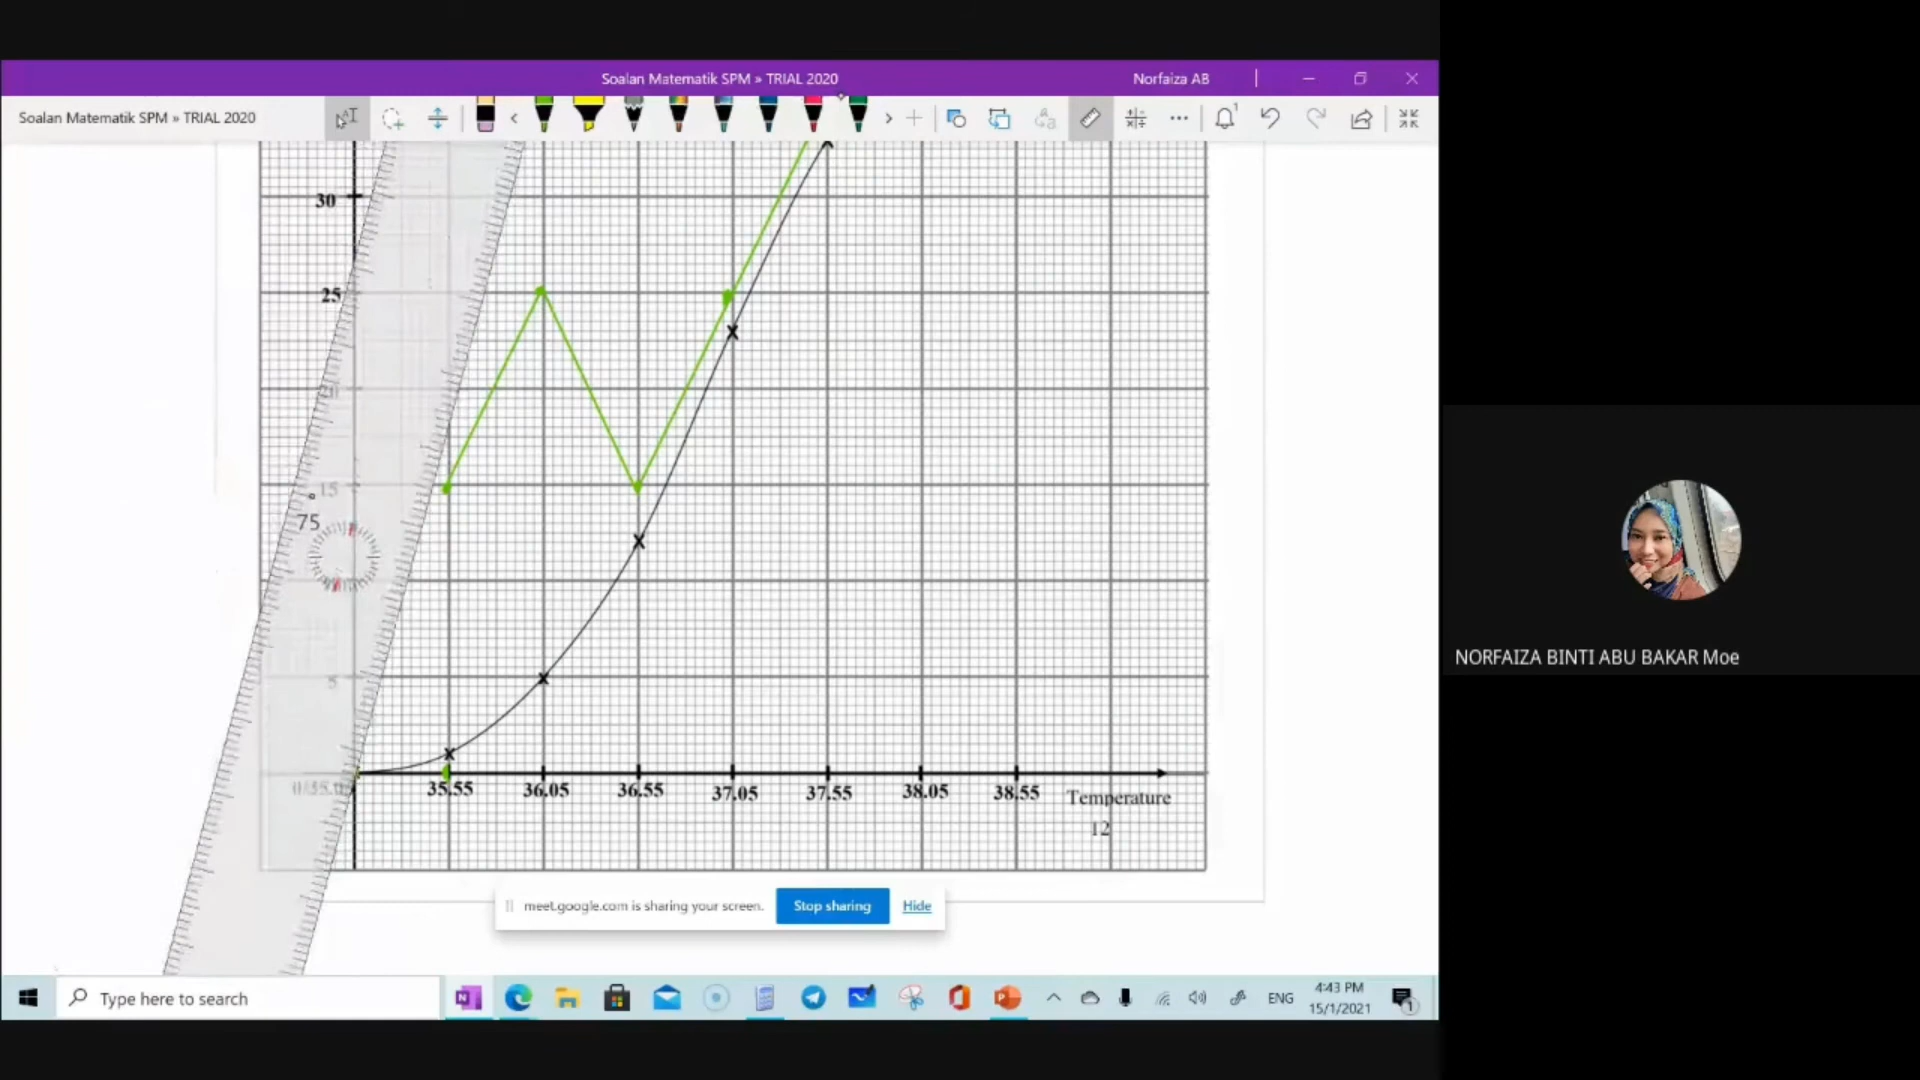 Soalan Matematik SPM » TRIAL 2020
Norfaiza AB
Soalan Matematik SPM » TRIAL 2020
30
25
15
75°
5
35.55 36.05 36.55 37.05 37.55 38.05 38.55 Temperature
12
NORFAIZA BINTI ABU BAKAR Moe
meet.google.com is sharing your screen. Stop sharing Hide
Type here to search
ENG
4:43 PM
15/1/2021
1